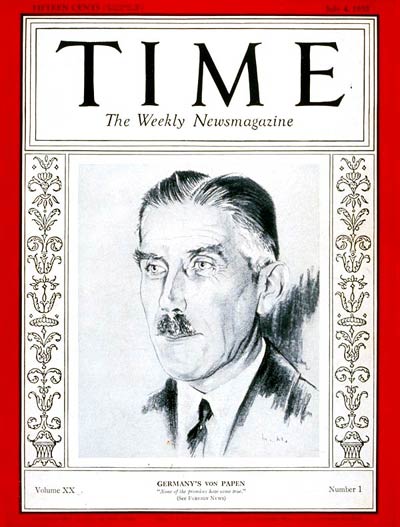 FIFTEEN CENTS July 4, 1932
TIME
The Weekly Newsmagazine
GERMANY'S VON PAPEN
of the promises have come true."
(See FOREIGN NEWS)
Volume XX Number 1